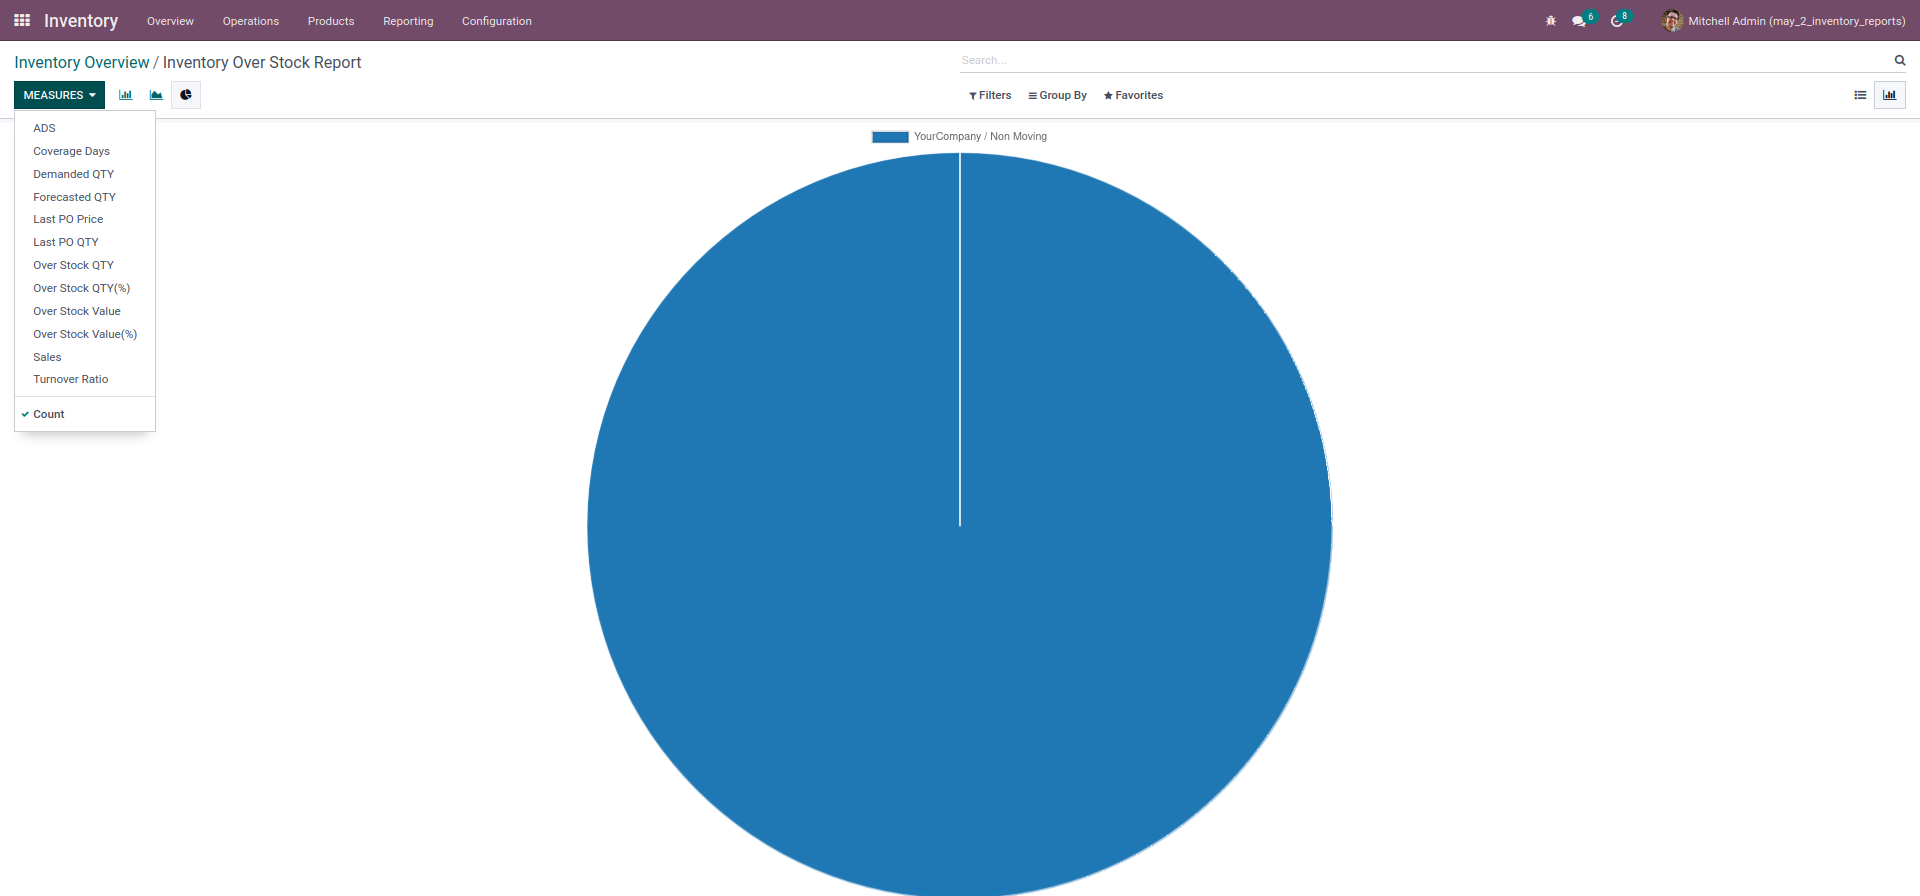 Inventory Overview Operations Products Reporting Configuration 6 8 Mitchell Admin (may_2_inventory_reports)
Inventory Overview / Inventory Over Stock Report
Search...
MEASURES
Filters Group By Favorites
ADS
Coverage Days
Demanded QTY
Forecasted QTY
Last PO Price
Last PO QTY
Over Stock QTY
Over Stock QTY(%)
Over Stock Value
Over Stock Value(%)
Sales
Turnover Ratio
Count
YourCompany / Non Moving